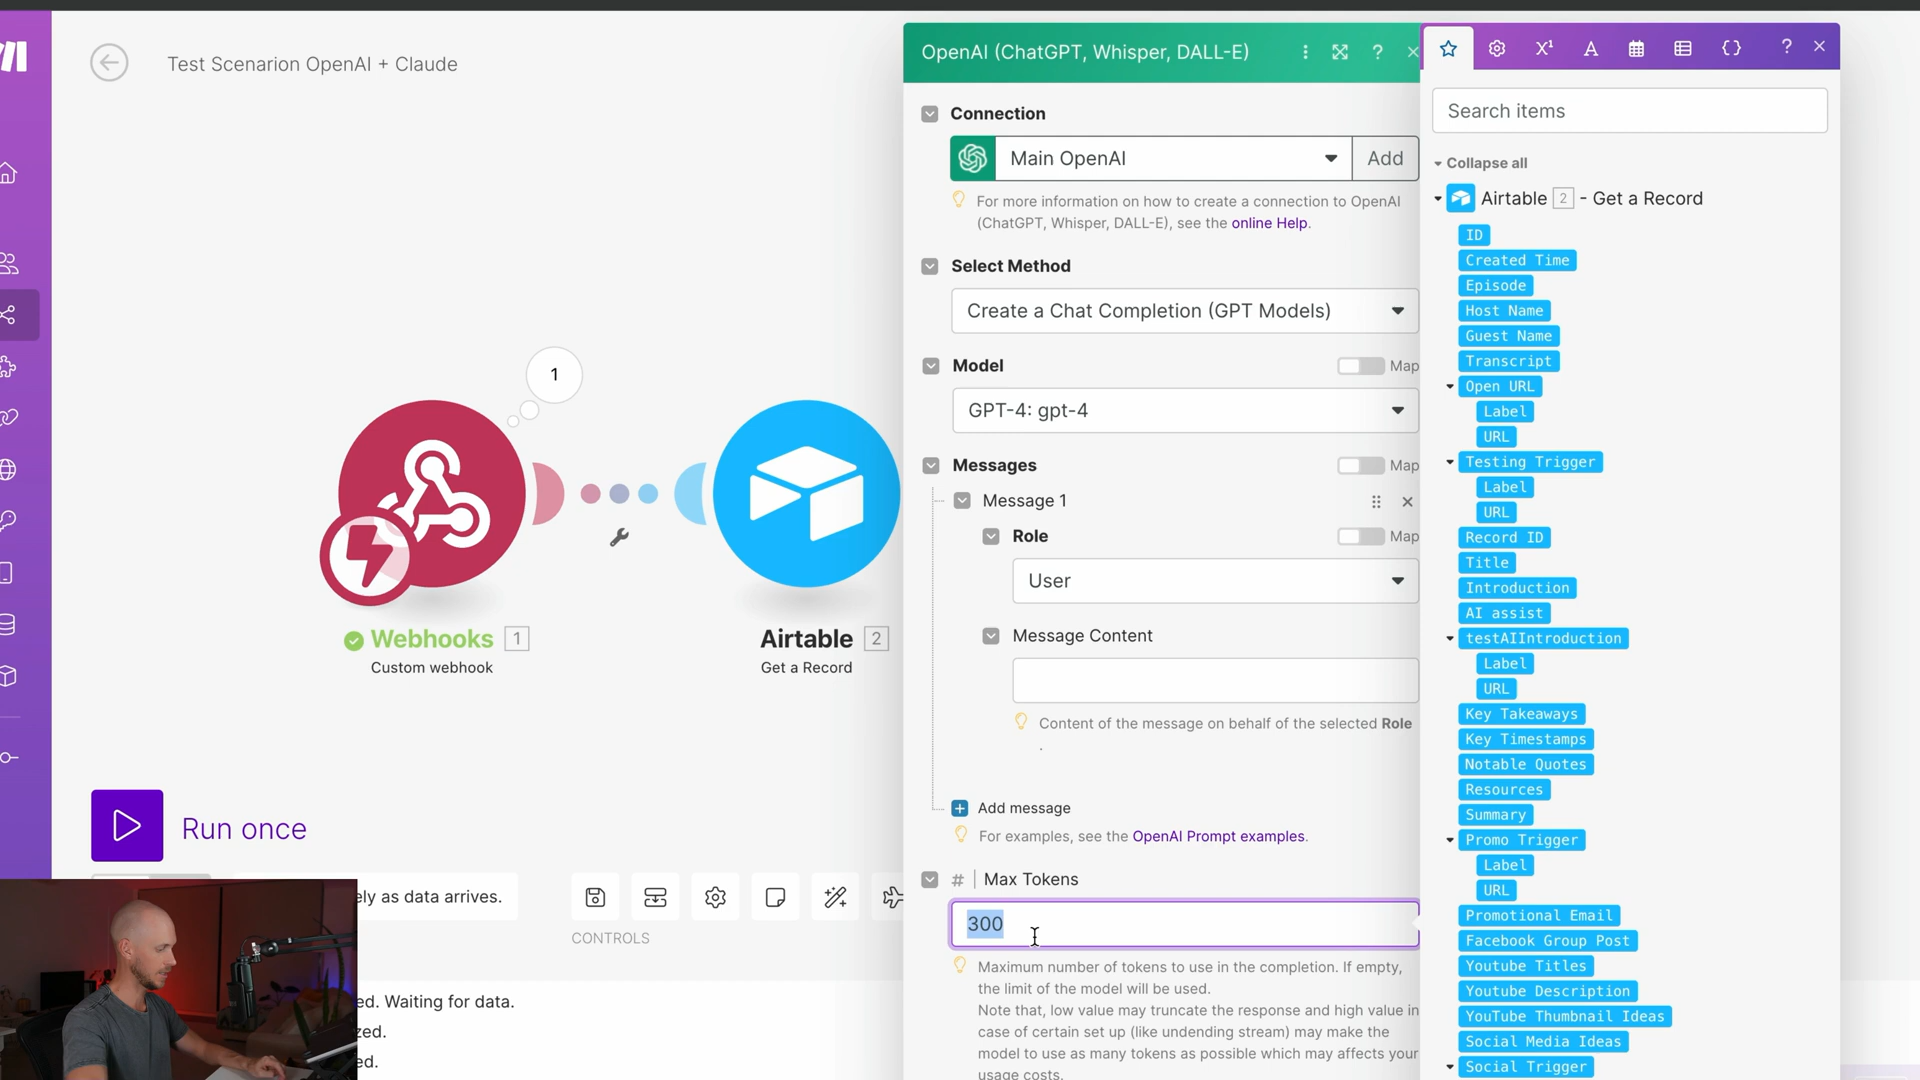 Test Scenarion OpenAI + Claude
1
Webhooks 1
Custom webhook
Airtable 2
Get a Record
Run once
ely as data arrives.
CONTROLS
ed. Waiting for data.
zed.
ed.
OpenAI (ChatGPT, Whisper, DALL-E)
Connection
Main OpenAI
Add
For more information on how to create a connection to OpenAI
(ChatGPT, Whisper, DALL-E), see the online Help.
Select Method
Create a Chat Completion (GPT Models)
Model
Map
GPT-4: gpt-4
Messages
Map
Message 1
Role
Map
User
Message Content
Content of the message on behalf of the selected Role
.
Add message
For examples, see the OpenAI Prompt examples.
# Max Tokens
300
Maximum number of tokens to use in the completion. If empty,
the limit of the model will be used.
Note that, low value may truncate the response and high value in
case of certain set up (like undending stream) may make the
model to use as many tokens as possible which may affects your
usage costs.
Search items
Collapse all
Airtable 2 - Get a Record
ID
Created Time
Episode
Host Name
Guest Name
Transcript
Open URL
Label
URL
Testing Trigger
Label
URL
Record ID
Title
Introduction
AI assist
testAIIntroduction
Label
URL
Key Takeaways
Key Timestamps
Notable Quotes
Resources
Summary
Promo Trigger
Label
URL
Promotional Email
Facebook Group Post
Youtube Titles
Youtube Description
YouTube Thumbnail Ideas
Social Media Ideas
Social Trigger